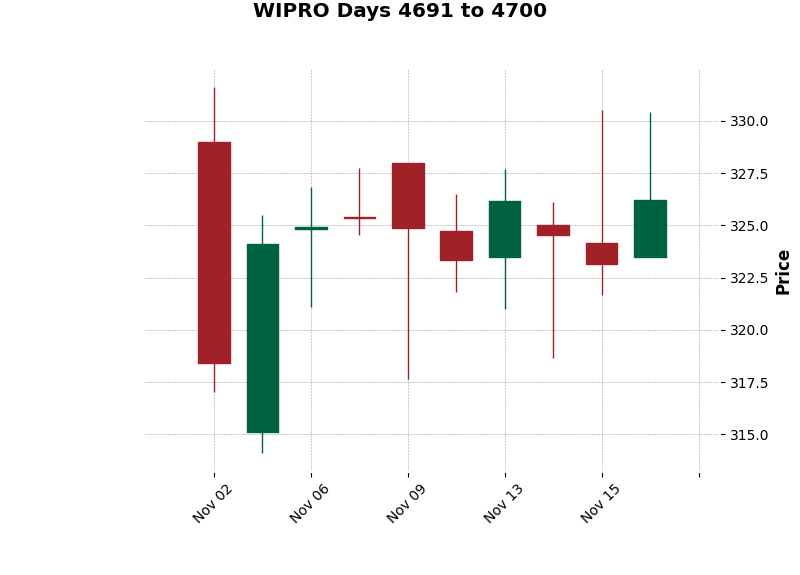 WIPRO Days 4691 to 4700
330.0
327.5
325.0
322.5
320.0
317.5
315.0
Price
Nov 02
Nov 06
Nov 09
Nov 13
Nov 15